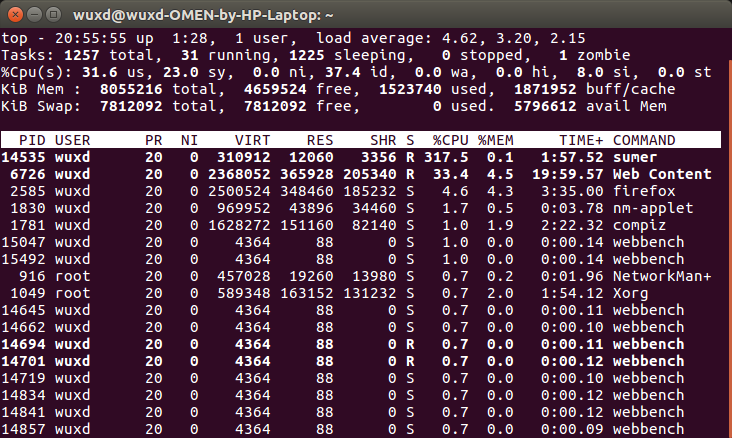 wuxd@wuxd-OMEN-by-HP-Laptop: ~
top - 20:55:55 up  1:28,  1 user,  load average: 4.62, 3.20, 2.15
Tasks: 1257 total,  31 running, 1225 sleeping,   0 stopped,   1 zombie
%Cpu(s): 31.6 us, 23.0 sy,  0.0 ni, 37.4 id,  0.0 wa,  0.0 hi,  8.0 si,  0.0 st
KiB Mem :  8055216 total,  4659524 free,  1523740 used,  1871952 buff/cache
KiB Swap:  7812092 total,  7812092 free,        0 used.  5796612 avail Mem
PID USER      PR  NI    VIRT    RES    SHR S  %CPU %MEM     TIME+ COMMAND
14535 wuxd      20   0  310912  12060   3356 R 317.5  0.1   1:57.52 sumer
6726 wuxd      20   0 2368052 365928 205340 R  33.4  4.5  19:59.57 Web Content
2585 wuxd      20   0 2500524 348460 185232 S   4.6  4.3   3:35.00 firefox
1830 wuxd      20   0  969952  43896  34460 S   1.7  0.5   0:03.78 nm-applet
1781 wuxd      20   0 1628272 151160  82140 S   1.0  1.9   2:22.32 compiz
15047 wuxd      20   0    4364     88      0 S   1.0  0.0   0:00.14 webbench
15492 wuxd      20   0    4364     88      0 S   1.0  0.0   0:00.14 webbench
916 root      20   0  457028  19260  13980 S   0.7  0.2   0:01.96 NetworkMan+
1049 root      20   0  589348 163152 131232 S   0.7  2.0   1:54.12 Xorg
14645 wuxd      20   0    4364     88      0 S   0.7  0.0   0:00.11 webbench
14662 wuxd      20   0    4364     88      0 S   0.7  0.0   0:00.10 webbench
14694 wuxd      20   0    4364     88      0 R   0.7  0.0   0:00.11 webbench
14701 wuxd      20   0    4364     88      0 R   0.7  0.0   0:00.12 webbench
14719 wuxd      20   0    4364     88      0 S   0.7  0.0   0:00.10 webbench
14834 wuxd      20   0    4364     88      0 S   0.7  0.0   0:00.12 webbench
14841 wuxd      20   0    4364     88      0 S   0.7  0.0   0:00.12 webbench
14857 wuxd      20   0    4364     88      0 S   0.7  0.0   0:00.09 webbench